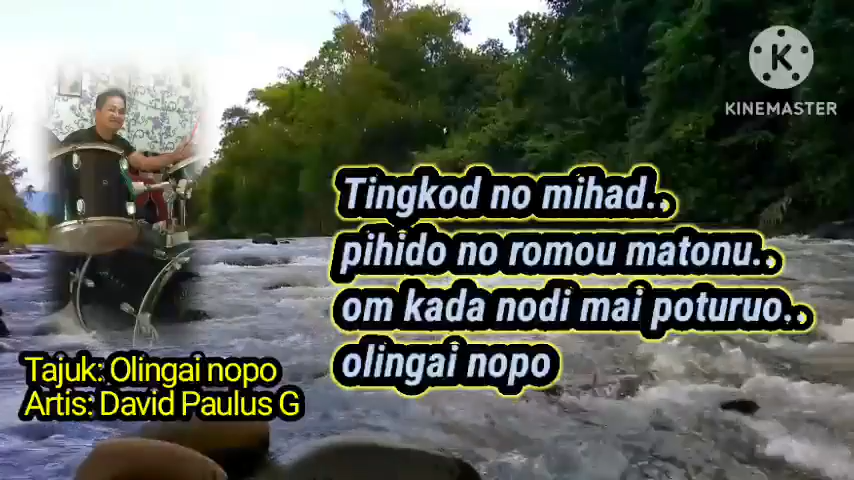 K
KINEMASTER
Tingkod no mihad..
pihido no romou matonu..
om kada nodi mai poturuo..
olingai nopo
Tajuk: Olingai nopo
Artis: David Paulus G